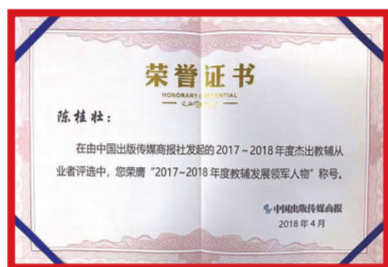 荣誉证书
HONORARY CREDENTIAL
陈桂壮：
在由中国出版传媒商报社发起的2017~2018年度杰出教辅从
业者评选中，您荣膺“2017~2018年度教辅发展领军人物”称号。
中国出版传媒商报
2018年4月